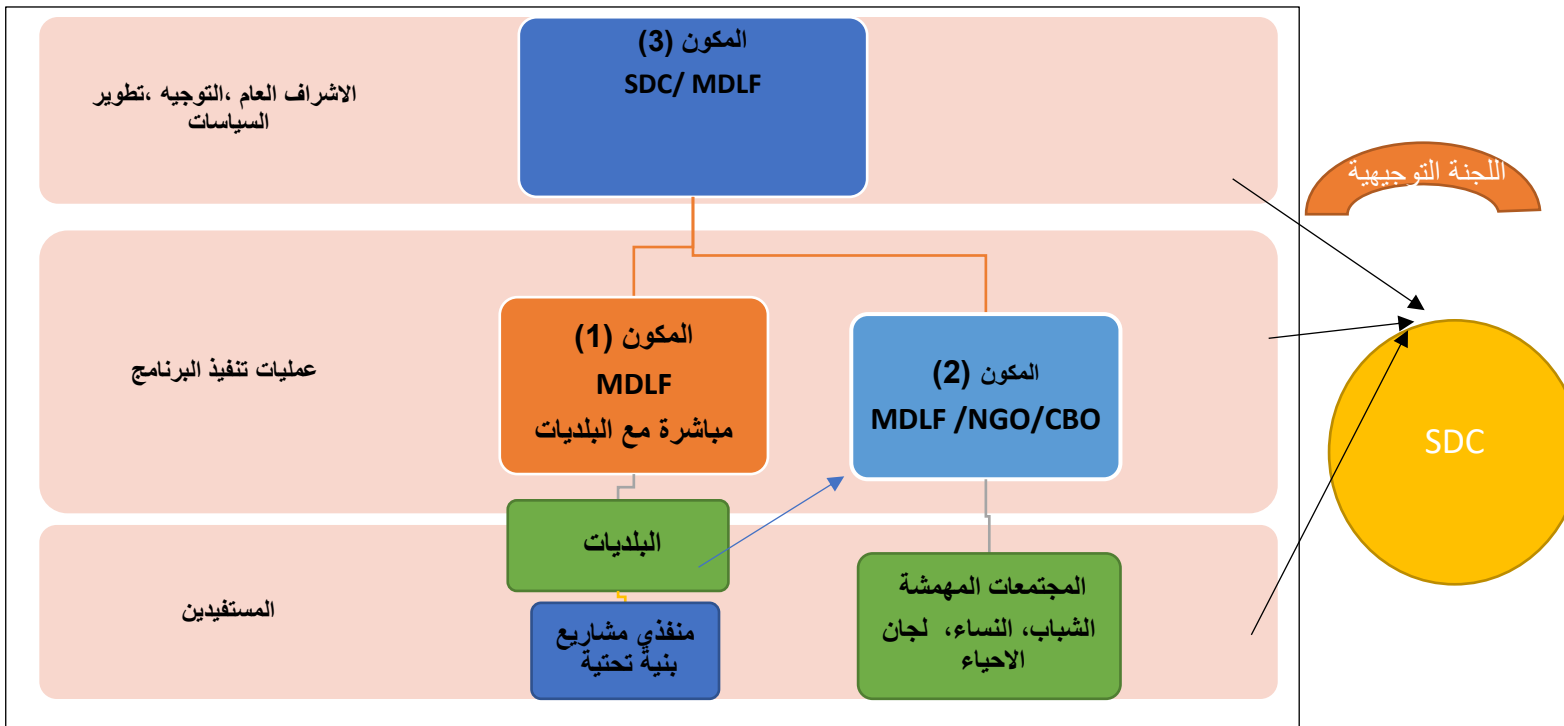 المكون (3)
SDC/ MDLF
الاشراف العام ،التوجيه ،تطوير
السياسات
اللجنة التوجيهية
المكون (1)
MDLF
مباشرة مع البلديات
المكون (2)
MDLF /NGO/CBO
عمليات تنفيذ البرنامج
SDC
البلديات
المجتمعات المهمشة
الشباب، النساء، لجان
الاحياء
منفذي مشاريع
بنية تحتية
المستفيدين